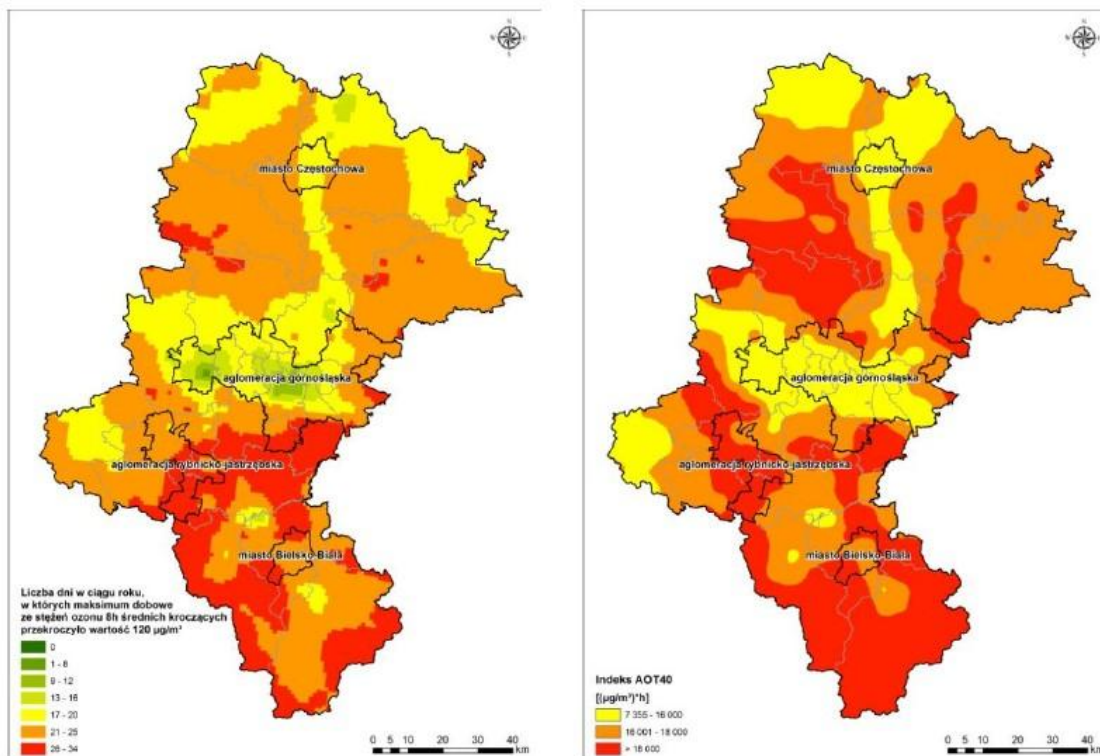 N
W
E
S
miasto Częstochowa
aglomeracja górnośląska
aglomeracja rybnicko-jastrzębska
miasto Bielsko-Biała
Liczba dni w ciągu roku,
w których maksimum dobowe
ze stężeń ozonu 8h średnich kroczących
przekroczyło wartość 120 µg/m³
0
1 - 8
9 - 12
13 - 16
17 - 20
21 - 25
26 - 34
0 5 10 20 30 40
km
N
W
E
S
miasto Częstochowa
aglomeracja górnośląska
aglomeracja rybnicko-jastrzębska
miasto Bielsko-Biała
Indeks AOT40
[(µg/m³)*h]
7 355 - 16 000
16 001 - 18 000
> 18 000
0 5 10 20 30 40
km